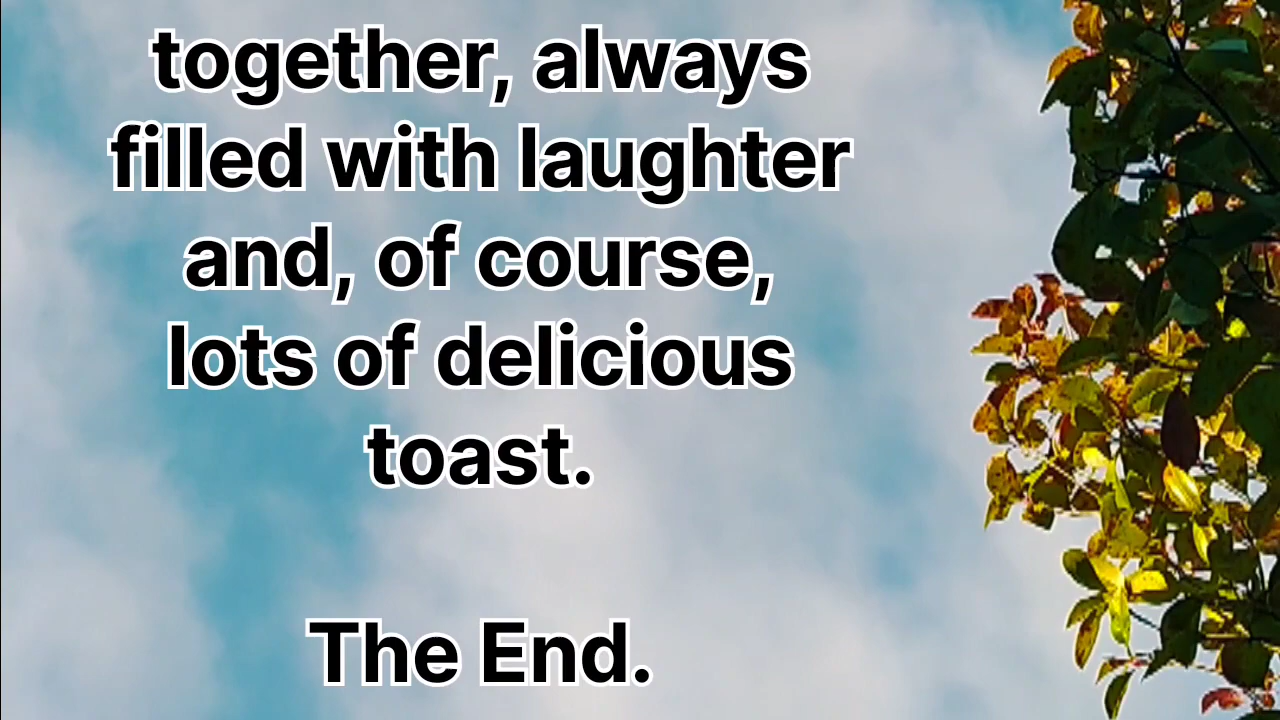 together, always
filled with laughter
and, of course,
lots of delicious
toast.
The End.